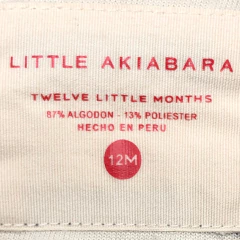 LITTLE AKIABARA
TWELVE LITTLE MONTHS
87% ALGODON - 13% POLIESTER
HECHO EN PERU
12M